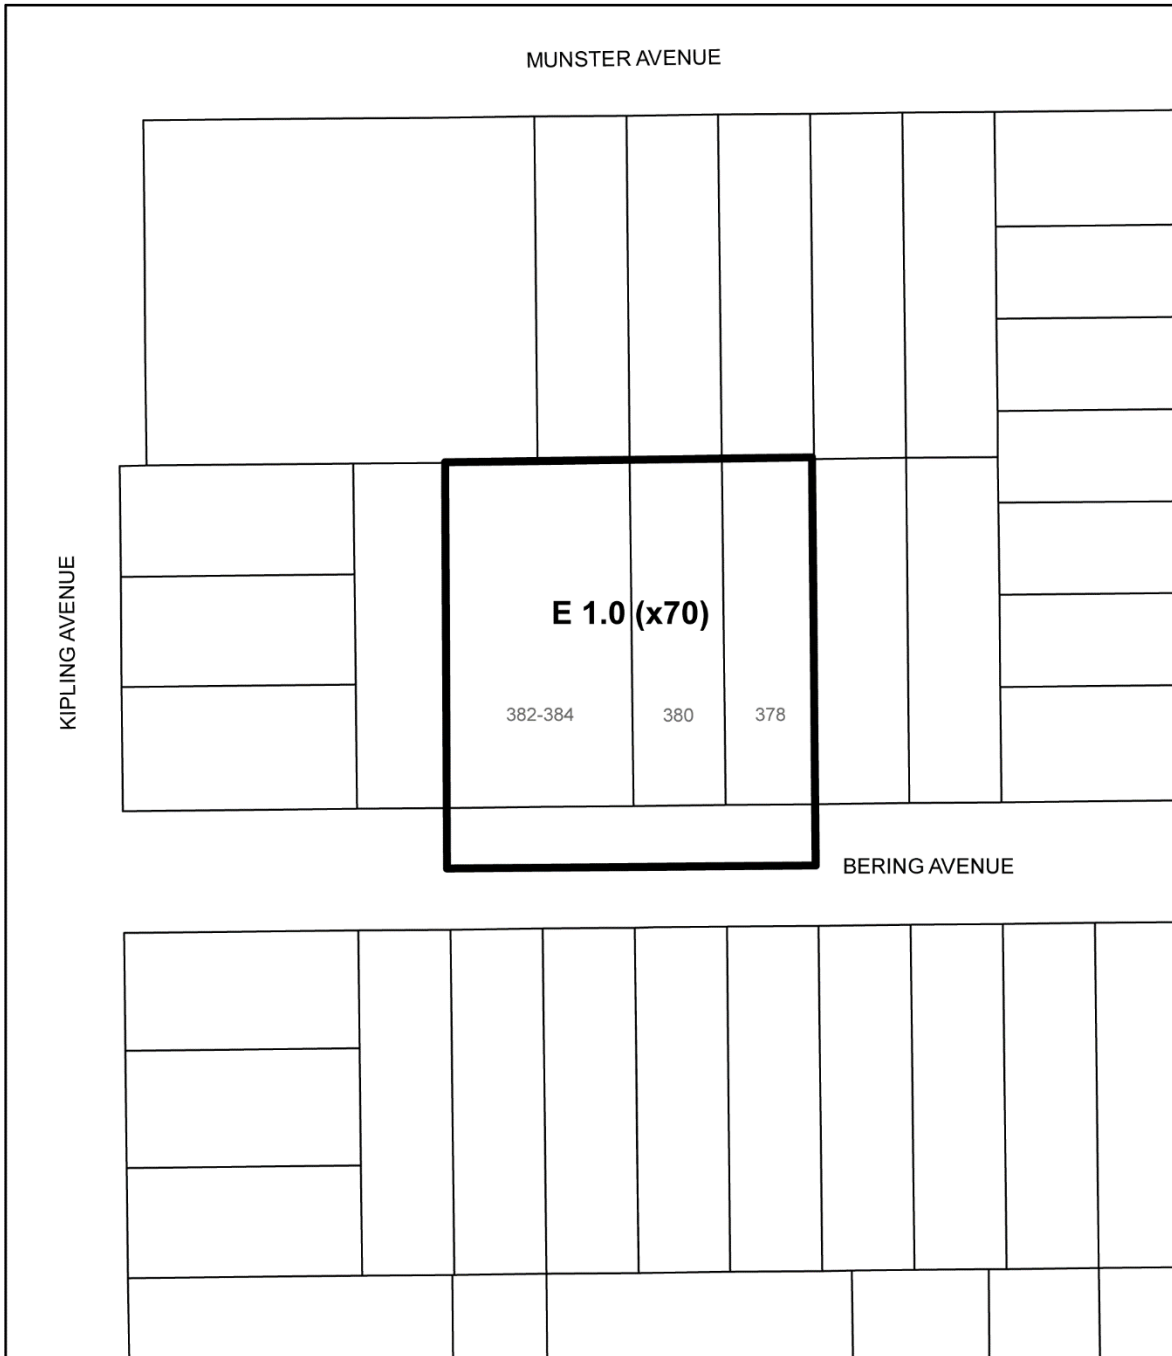 MUNSTER AVENUE
KIPLING AVENUE
E 1.0 (x70)
382-384
380
378
BERING AVENUE